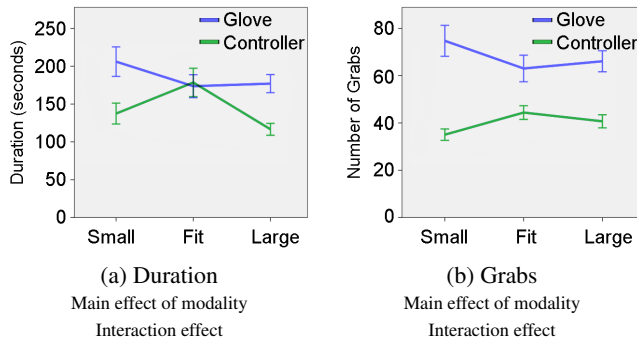 Glove
Controller
Duration (seconds)
250
200
150
100
50
0
Small Fit Large
(a) Duration
Main effect of modality
Interaction effect
Glove
Controller
Number of Grabs
80
60
40
20
0
Small Fit Large
(b) Grabs
Main effect of modality
Interaction effect